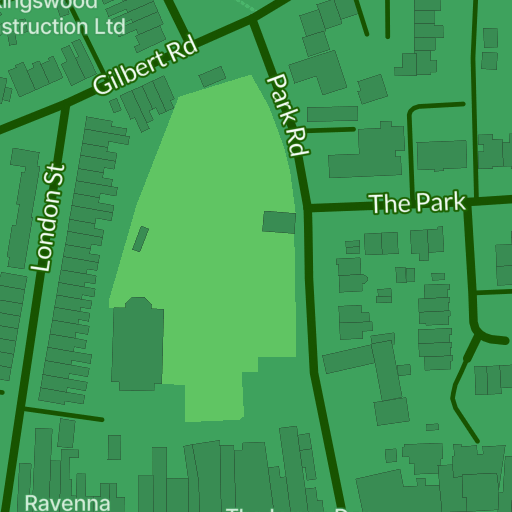 ingswood
struction Ltd
Gilbert Rd
Park Rd
London St
The Park
Ravenna